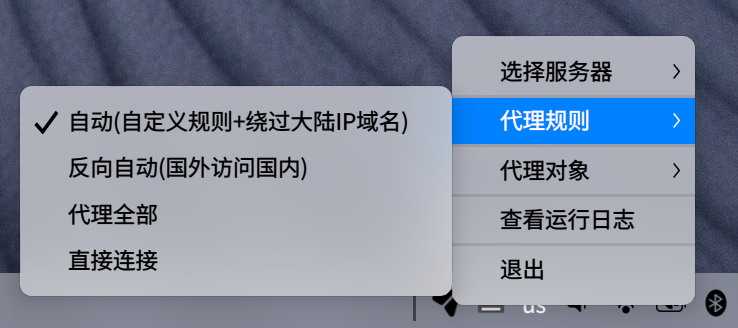 选择服务器
自动(自定义规则+绕过大陆IP域名)
代理规则
反向自动(国外访问国内)
代理对象
代理全部
查看运行日志
直接连接
退出
us